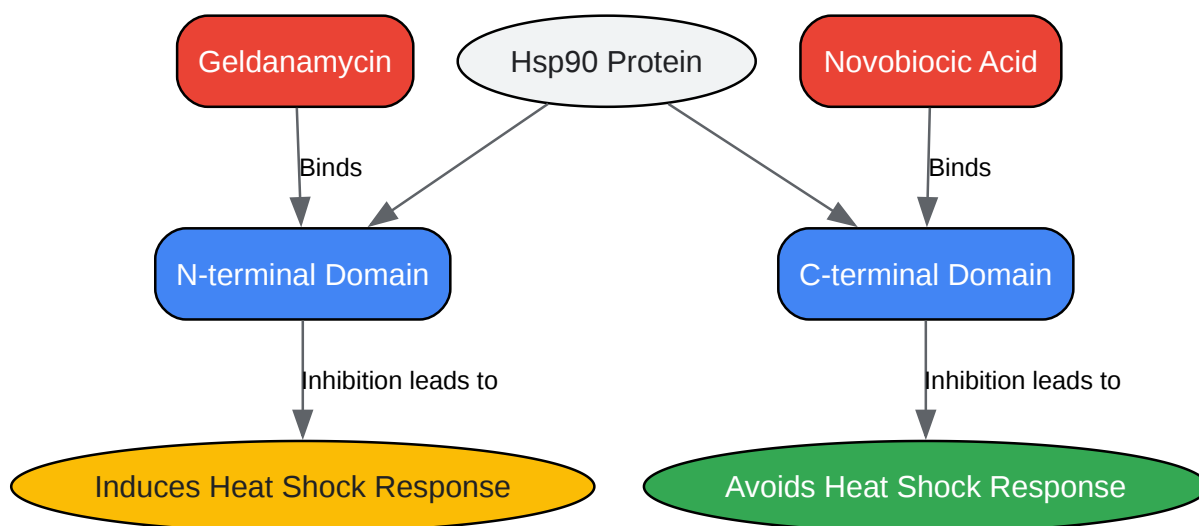 Geldanamycin
Hsp90 Protein
Novobiocic Acid
Binds
Binds
N-terminal Domain
C-terminal Domain
Inhibition leads to
Inhibition leads to
Induces Heat Shock Response
Avoids Heat Shock Response